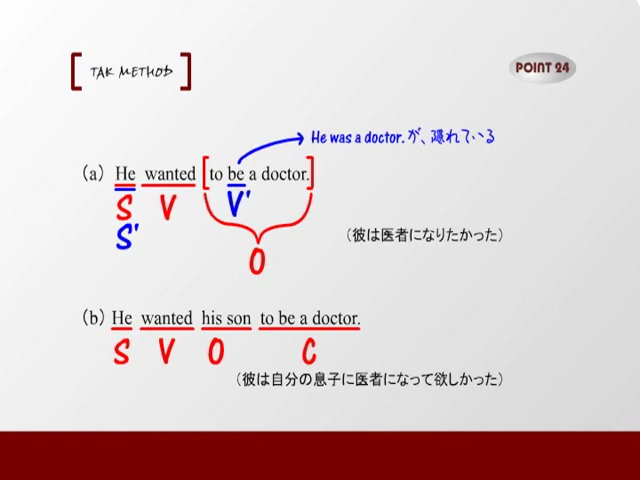 TAK METHOD
POINT 24
He was a doctor. が、隠れている
(a) He wanted [to be a doctor.]
S V V'
S'
O
(彼は医者になりたかった)
(b) He wanted his son to be a doctor.
S V O C
(彼は自分の息子に医者になって欲しかった)